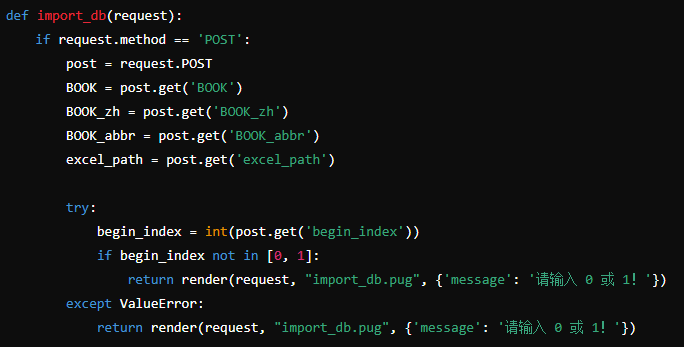 def import_db(request):
    if request.method == 'POST':
        post = request.POST
        BOOK = post.get('BOOK')
        BOOK_zh = post.get('BOOK_zh')
        BOOK_abbr = post.get('BOOK_abbr')
        excel_path = post.get('excel_path')

        try:
            begin_index = int(post.get('begin_index'))
            if begin_index not in [0, 1]:
                return render(request, "import_db.pug", {'message': '请输入 0 或 1! '})
        except ValueError:
            return render(request, "import_db.pug", {'message': '请输入 0 或 1! '})